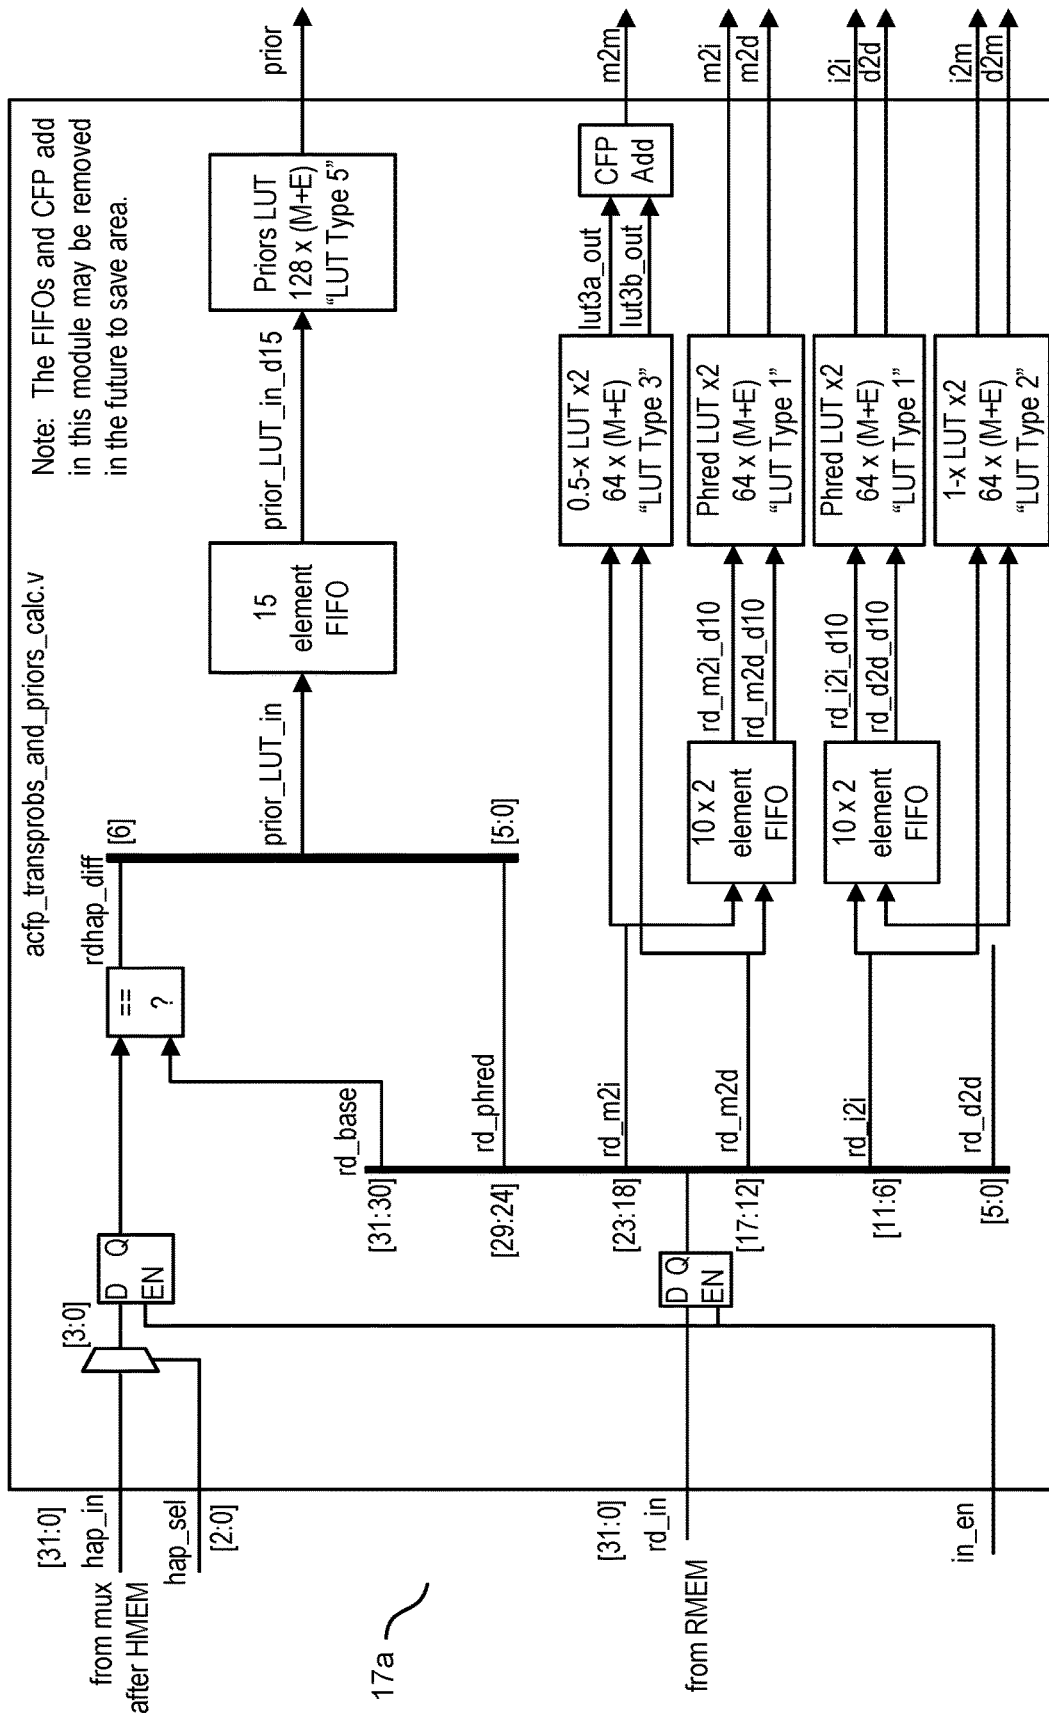 acfp_transprobs_and_priors_calc.v
Note: The FIFOs and CFP add
in this module may be removed
in the future to save area.
[31:0]
from mux hap_in
after HMEM
hap_sel
[2:0]
[3:0]
D Q
EN
==
?
rdhap_diff
[6]
prior_LUT_in
[5:0]
15
element
FIFO
prior_LUT_in_d15
Priors LUT
128 x (M+E)
“LUT Type 5”
prior
17a
rd_base
[31:30]
rd_phred
[29:24]
[31:0]
rd_in
from RMEM
D Q
EN
in_en
rd_m2i
[23:18]
rd_m2d
[17:12]
rd_i2i
[11:6]
rd_d2d
[5:0]
10 x 2
element
FIFO
rd_m2i_d10
rd_m2d_d10
10 x 2
element
FIFO
rd_i2i_d10
rd_d2d_d10
0.5-x LUT x2
64 x (M+E)
“LUT Type 3”
lut3a_out
lut3b_out
CFP
Add
m2m
Phred LUT x2
64 x (M+E)
“LUT Type 1”
m2i
m2d
Phred LUT x2
64 x (M+E)
“LUT Type 1”
i2i
d2d
1-x LUT x2
64 x (M+E)
“LUT Type 2”
i2m
d2m